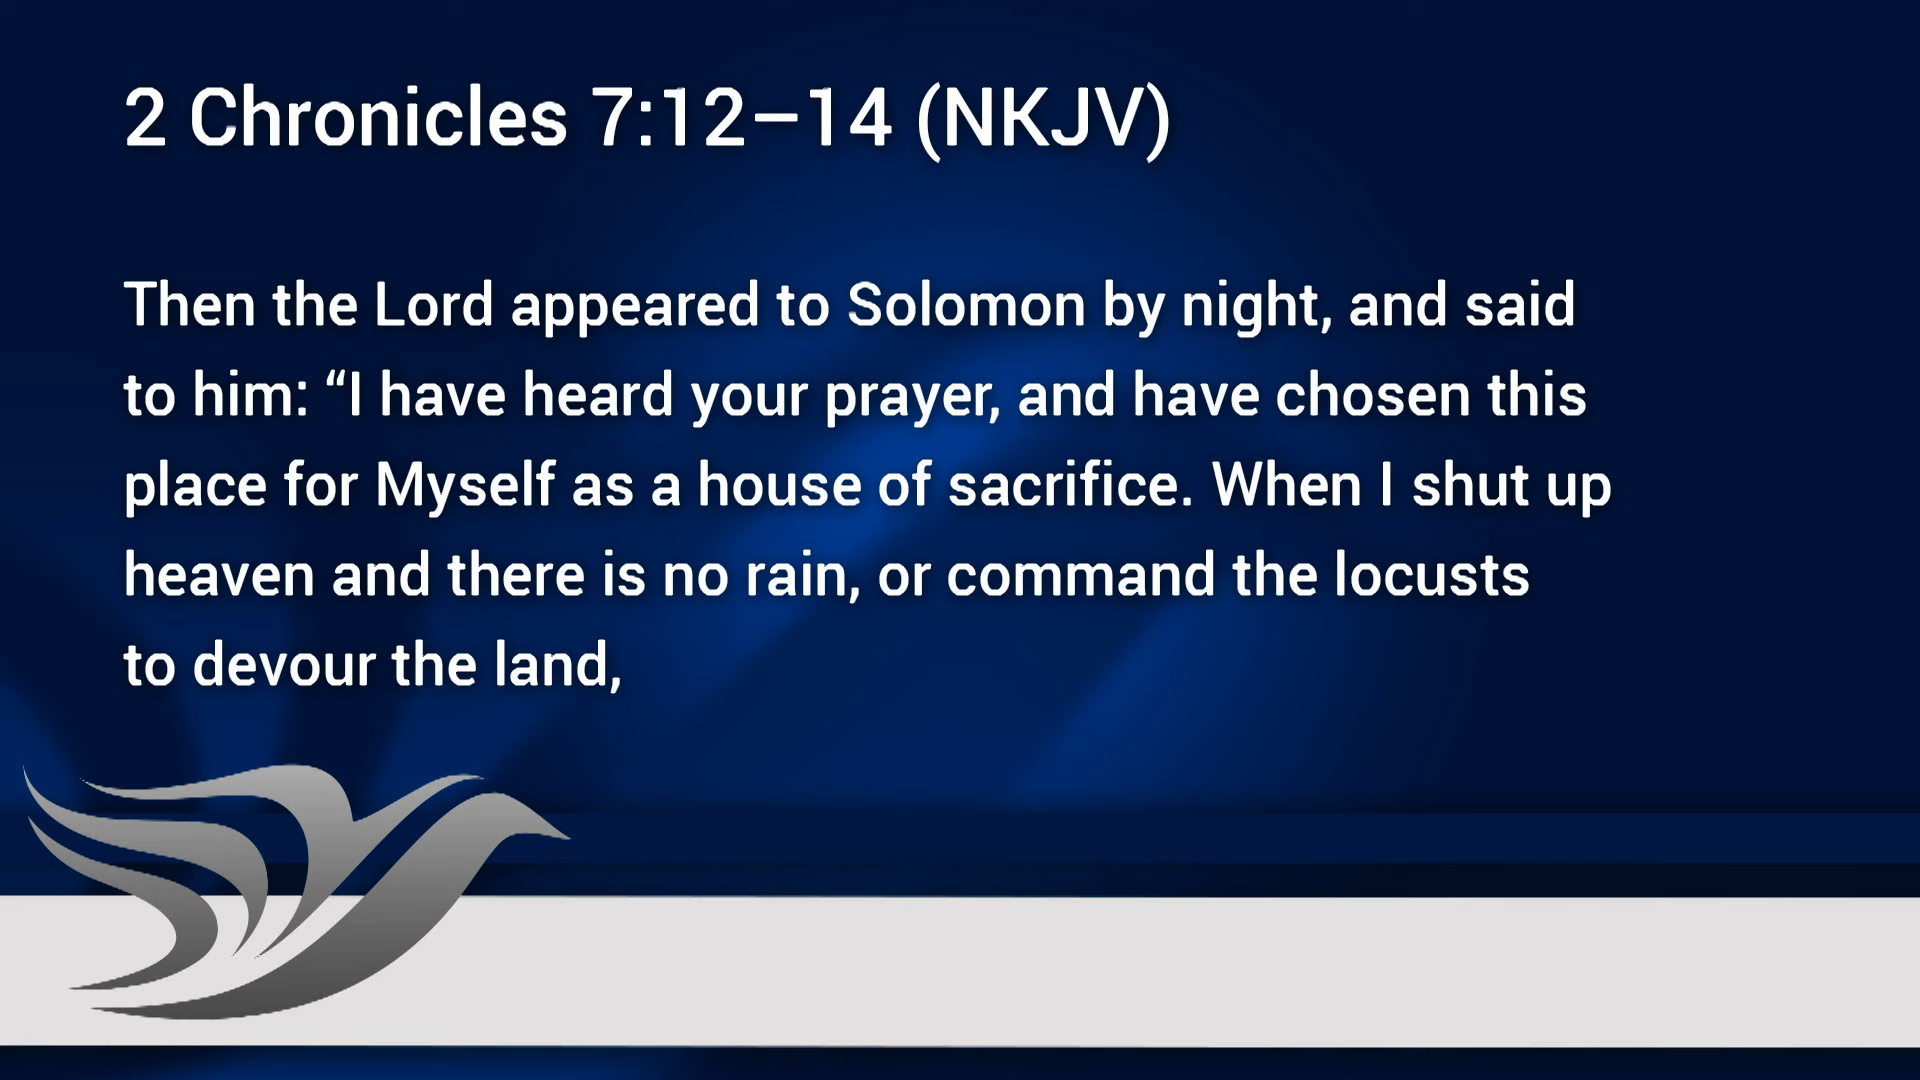 2 Chronicles 7:12–14 (NKJV)
Then the Lord appeared to Solomon by night, and said
to him: “I have heard your prayer, and have chosen this
place for Myself as a house of sacrifice. When I shut up
heaven and there is no rain, or command the locusts
to devour the land,